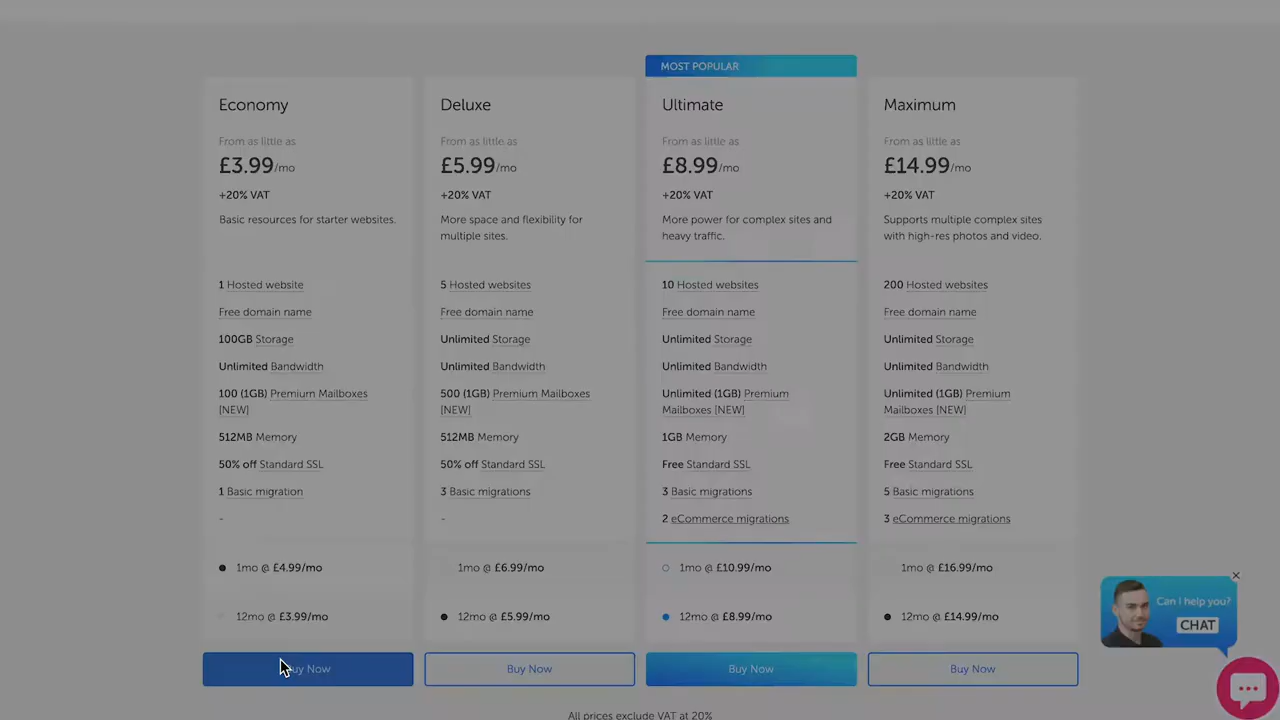 MOST POPULAR
Economy
From as little as
£3.99/mo
+20% VAT
Basic resources for starter websites.
1 Hosted website
Free domain name
100GB Storage
Unlimited Bandwidth
100 (1GB) Premium Mailboxes
[NEW]
512MB Memory
50% off Standard SSL
1 Basic migration
-
1mo @ £4.99/mo
12mo @ £3.99/mo
Buy Now
Deluxe
From as little as
£5.99/mo
+20% VAT
More space and flexibility for
multiple sites.
5 Hosted websites
Free domain name
Unlimited Storage
Unlimited Bandwidth
500 (1GB) Premium Mailboxes
[NEW]
512MB Memory
50% off Standard SSL
3 Basic migrations
-
1mo @ £6.99/mo
12mo @ £5.99/mo
Buy Now
Ultimate
From as little as
£8.99/mo
+20% VAT
More power for complex sites and
heavy traffic.
10 Hosted websites
Free domain name
Unlimited Storage
Unlimited Bandwidth
Unlimited (1GB) Premium
Mailboxes [NEW]
1GB Memory
Free Standard SSL
3 Basic migrations
2 eCommerce migrations
1mo @ £10.99/mo
12mo @ £8.99/mo
Buy Now
Maximum
From as little as
£14.99/mo
+20% VAT
Supports multiple complex sites
with high-res photos and video.
200 Hosted websites
Free domain name
Unlimited Storage
Unlimited Bandwidth
Unlimited (1GB) Premium
Mailboxes [NEW]
2GB Memory
Free Standard SSL
5 Basic migrations
3 eCommerce migrations
1mo @ £16.99/mo
12mo @ £14.99/mo
Buy Now
Can I help you?
CHAT
All prices exclude VAT at 20%